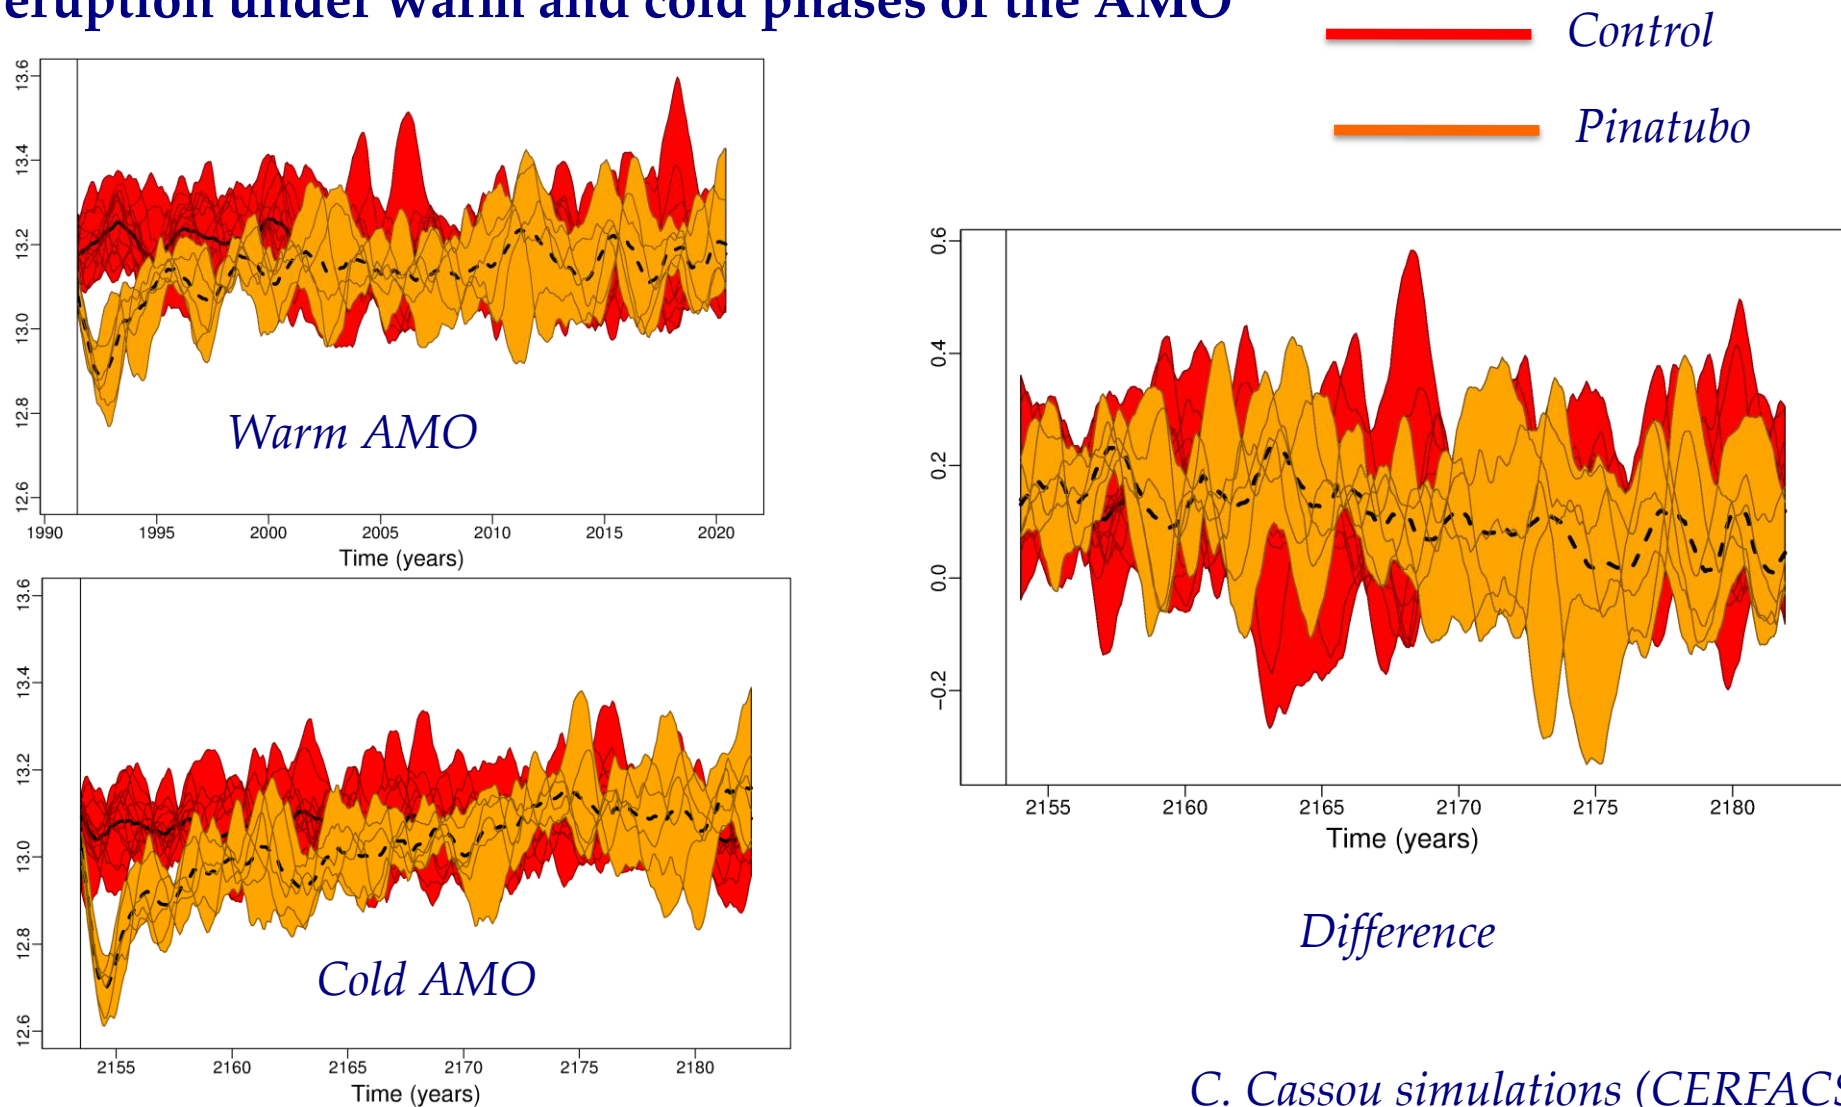 eruption under warm and cold phases of the AMO
Control
Pinatubo
13.6
13.4
13.2
13.0
12.8
12.6
Warm AMO
1990 1995 2000 2005 2010 2015 2020
Time (years)
13.6
13.4
13.2
13.0
12.8
12.6
Cold AMO
2155 2160 2165 2170 2175 2180
Time (years)
0.6
0.4
0.2
0.0
−0.2
2155 2160 2165 2170 2175 2180
Time (years)
Difference
C. Cassou simulations (CERFACS